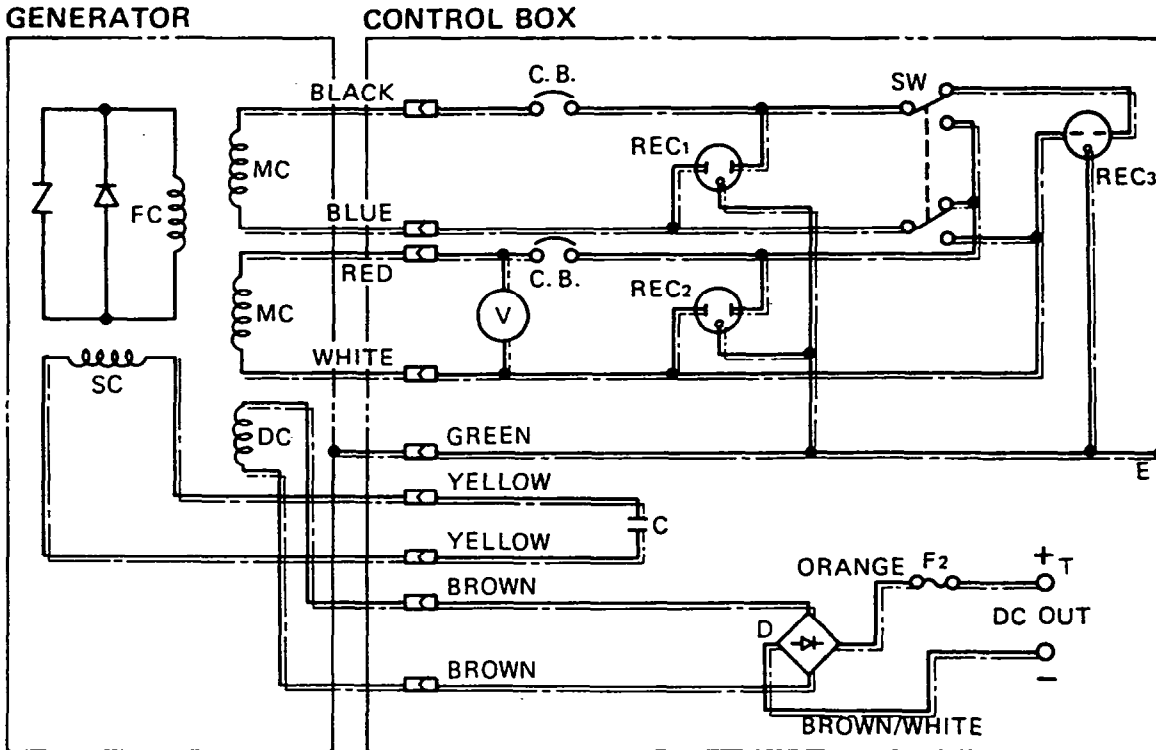 GENERATOR
CONTROL BOX
C.B.
SW
BLACK
MC
REC1
REC3
FC
BLUE
RED
C.B.
REC2
MC
V
WHITE
SC
DC
GREEN
E
YELLOW
C
YELLOW
ORANGE F2
+ T
BROWN
DC OUT
D
BROWN
−
BROWN/WHITE